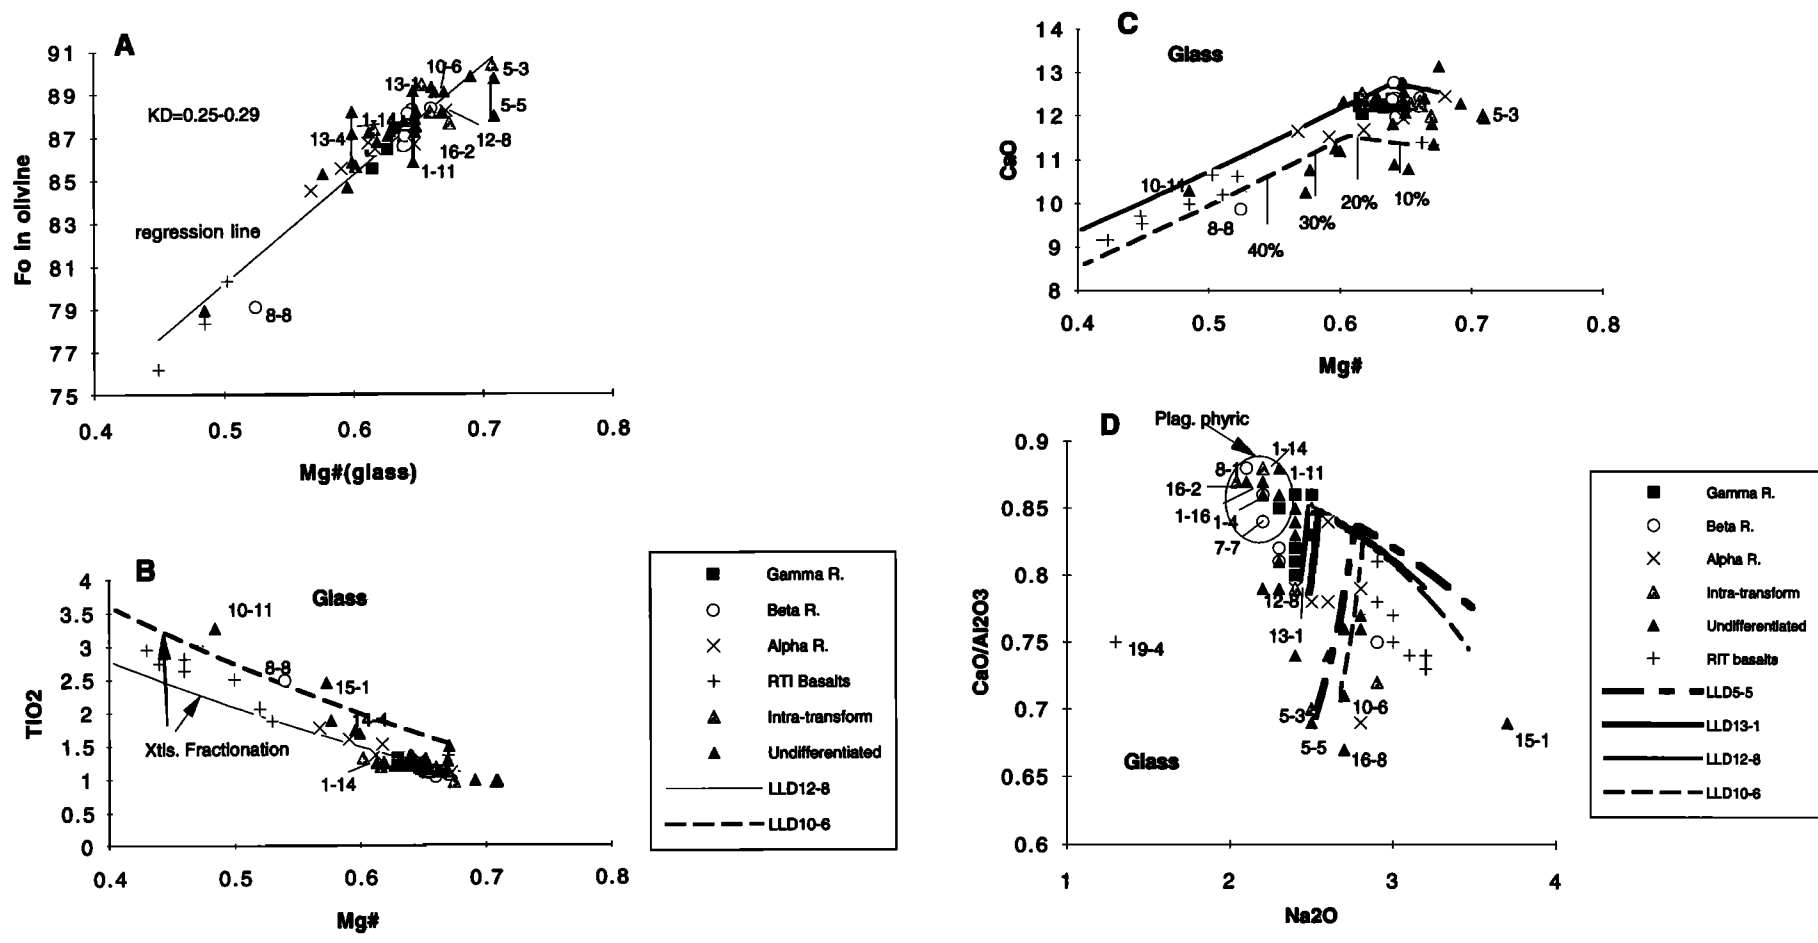 A
91
89
87
85
83
81
79
77
75
KD=0.25-0.29
13-1
10-6
5-3
5-5
1-14
13-4
12-8
16-2
1-11
regression line
8-8
Fo in olivine
0.4 0.5 0.6 0.7 0.8
Mg#(glass)
B
Glass
4
3.5
3
2.5
2
1.5
1
0.5
0
10-11
8-8
15-1
Xtls. Fractionation
1-14
TiO2
0.4 0.5 0.6 0.7 0.8
Mg#
Gamma R.
Beta R.
Alpha R.
RTI Basalts
Intra-transform
Undifferentiated
LLD12-8
LLD10-6
C
Glass
14
13
12
11
10
9
8
5-3
10-11
8-8
40%
30%
20%
10%
CaO
0.4 0.5 0.6 0.7 0.8
Mg#
D
Plag. phyric
0.9
0.85
0.8
0.75
0.7
0.65
0.6
1-14
8-1
1-11
16-2
1-16
1-4
7-7
12-8
13-1
19-4
5-3
10-6
5-5
16-8
15-1
Glass
CaO/Al2O3
1 2 3 4
Na2O
Gamma R.
Beta R.
Alpha R.
Intra-transform
Undifferentiated
RIT basalts
LLD5-5
LLD13-1
LLD12-8
LLD10-6